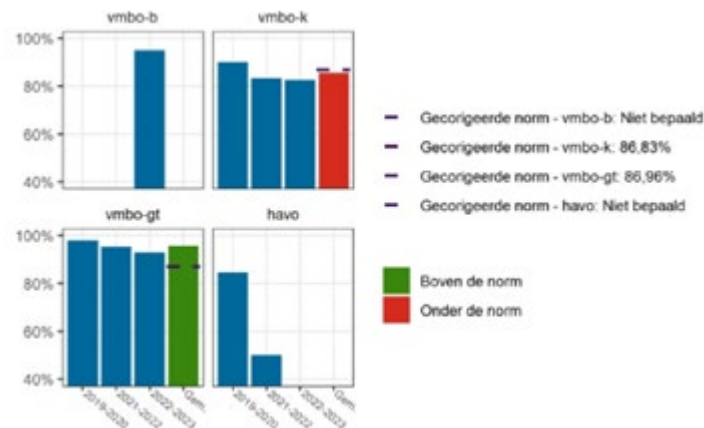 vmbo-b
vmbo-k
100%
80%
60%
40%
Gecorigeerde norm - vmbo-b: Niet bepaald
Gecorigeerde norm - vmbo-k: 86,83%
Gecorigeerde norm - vmbo-gt: 86,96%
Gecorigeerde norm - havo: Niet bepaald
vmbo-gt
havo
100%
80%
60%
40%
Boven de norm
Onder de norm
2019-2020
2021-2022
2022-2023
Gem.
2019-2020
2021-2022
2022-2023
Gem.